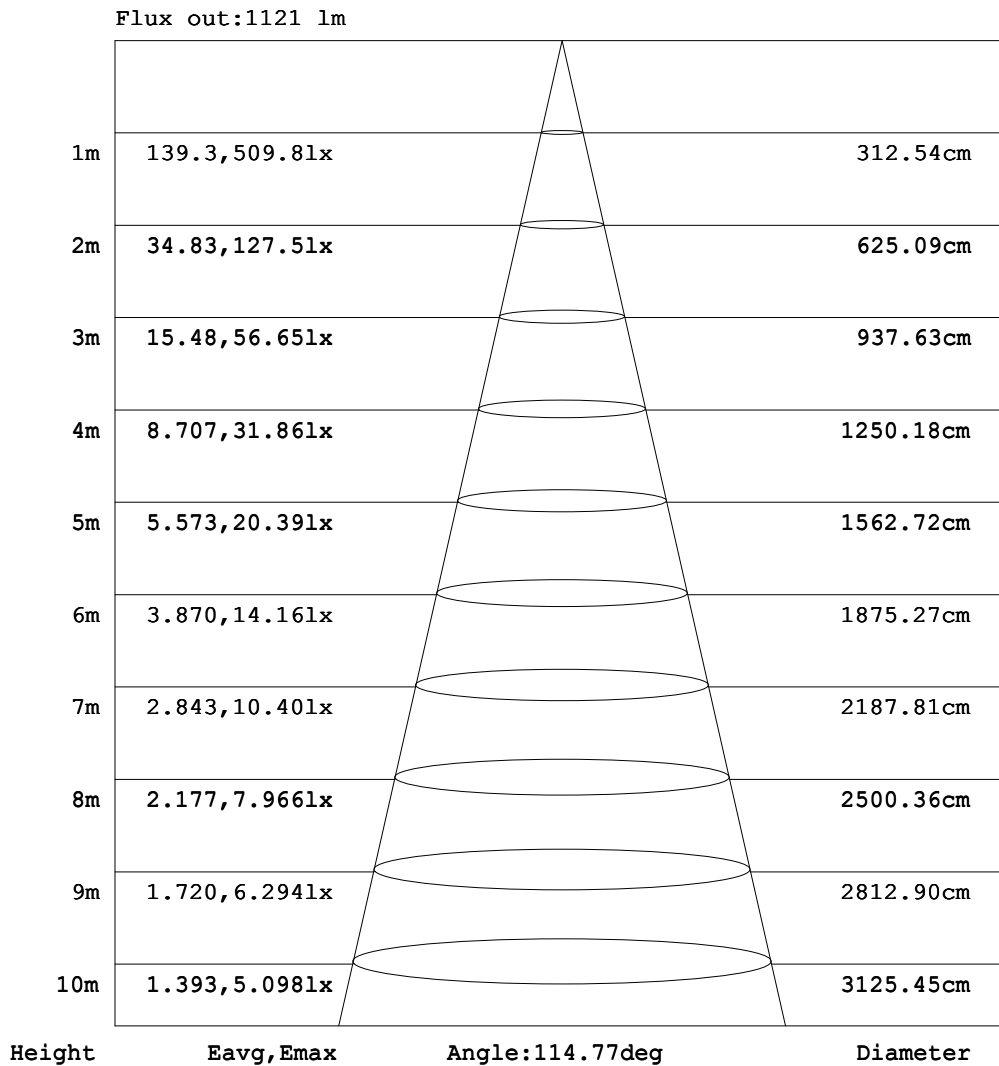 Flux out:1121 lm
1m 139.3,509.8lx 312.54cm
2m 34.83,127.5lx 625.09cm
3m 15.48,56.65lx 937.63cm
4m 8.707,31.86lx 1250.18cm
5m 5.573,20.39lx 1562.72cm
6m 3.870,14.16lx 1875.27cm
7m 2.843,10.40lx 2187.81cm
8m 2.177,7.966lx 2500.36cm
9m 1.720,6.294lx 2812.90cm
10m 1.393,5.098lx 3125.45cm
Height Eavg,Emax Angle:114.77deg Diameter